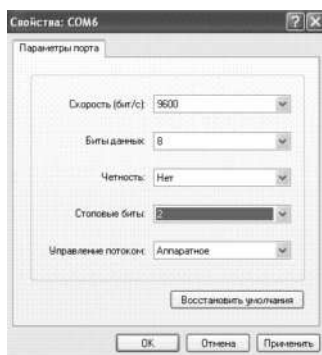 Свойства: COM6
Параметры порта
Скорость (бит/с): 9600
Биты данных: 8
Четность: Нет
Стоповые биты: 2
Управление потоком: Аппаратное
Восстановить умолчания
OK Отмена Применить